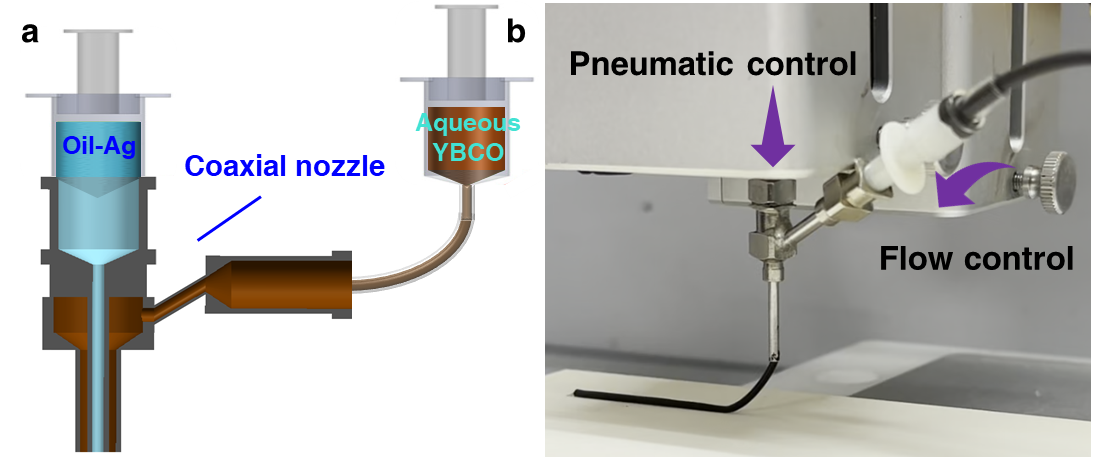 a
b
Oil-Ag
Coaxial nozzle
Aqueous
YBCO
Pneumatic control
Flow control